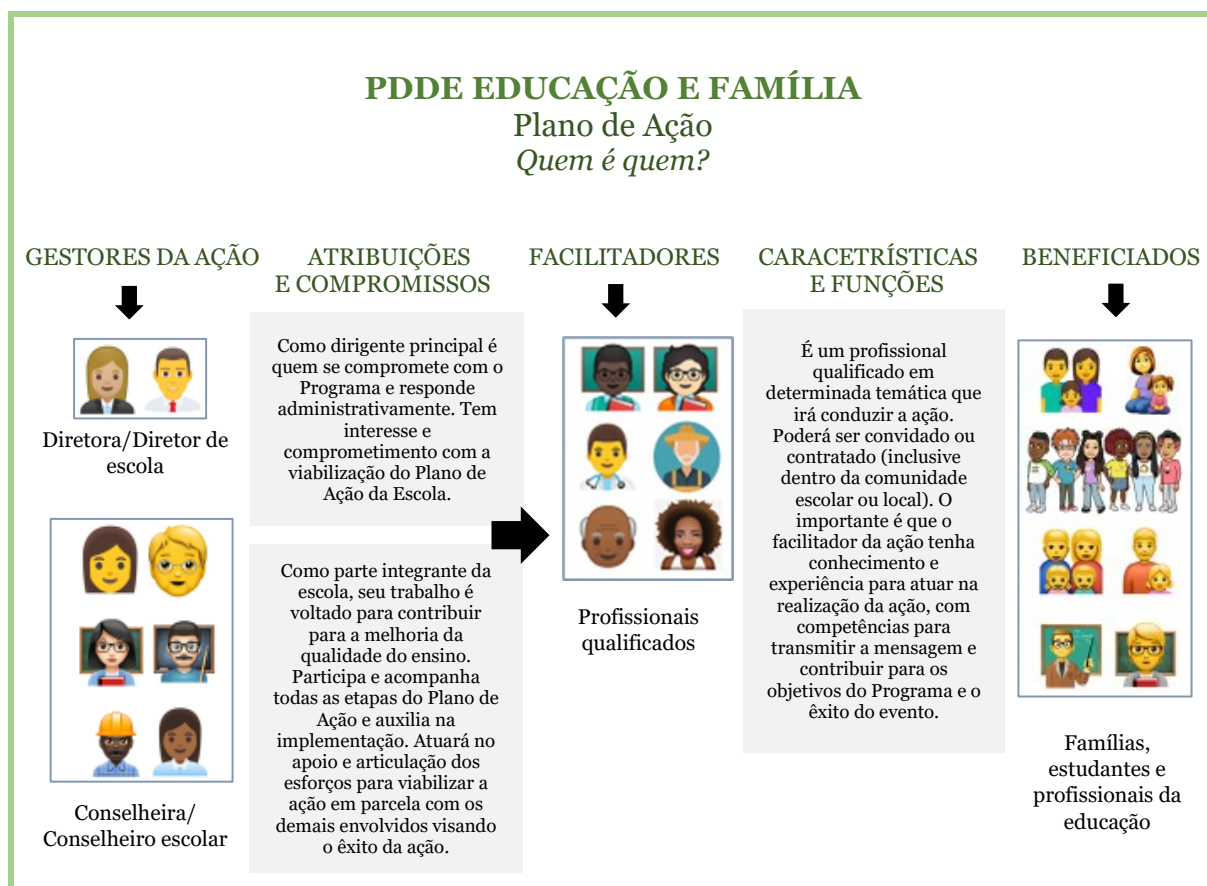 PDDE EDUCAÇÃO E FAMÍLIA
Plano de Ação
Quem é quem?
GESTORES DA AÇÃO
Diretora/Diretor de
escola
Conselheira/
Conselheiro escolar
ATRIBUIÇÕES
E COMPROMISSOS
Como dirigente principal é
quem se compromete com o
Programa e responde
administrativamente. Tem
interesse e
comprometimento com a
viabilização do Plano de
Ação da Escola.
Como parte integrante da
escola, seu trabalho é
voltado para contribuir
para a melhoria da
qualidade do ensino.
Participa e acompanha
todas as etapas do Plano de
Ação e auxilia na
implementação. Atuará no
apoio e articulação dos
esforços para viabilizar a
ação em parcela com os
demais envolvidos visando
o êxito da ação.
FACILITADORES
Profissionais
qualificados
CARACETRÍSTICAS
E FUNÇÕES
É um profissional
qualificado em
determinada temática que
irá conduzir a ação.
Poderá ser convidado ou
contratado (inclusive
dentro da comunidade
escolar ou local). O
importante é que o
facilitador da ação tenha
conhecimento e
experiência para atuar na
realização da ação, com
competências para
transmitir a mensagem e
contribuir para os
objetivos do Programa e o
êxito do evento.
BENEFICIADOS
Famílias,
estudantes e
profissionais da
educação